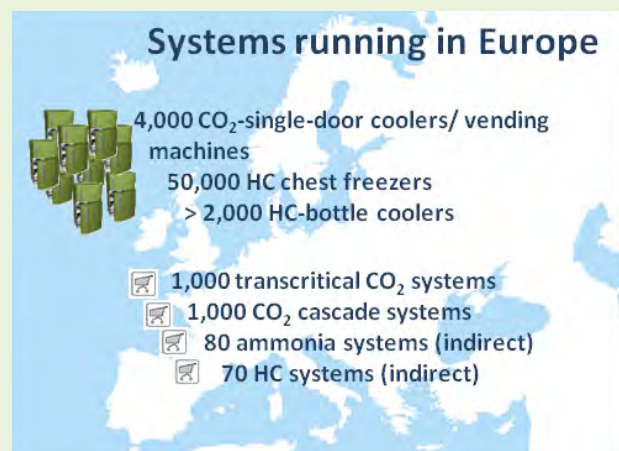 Systems running in Europe
4,000 CO₂-single-door coolers/ vending
machines
50,000 HC chest freezers
> 2,000 HC-bottle coolers
1,000 transcritical CO₂ systems
1,000 CO₂ cascade systems
80 ammonia systems (indirect)
70 HC systems (indirect)